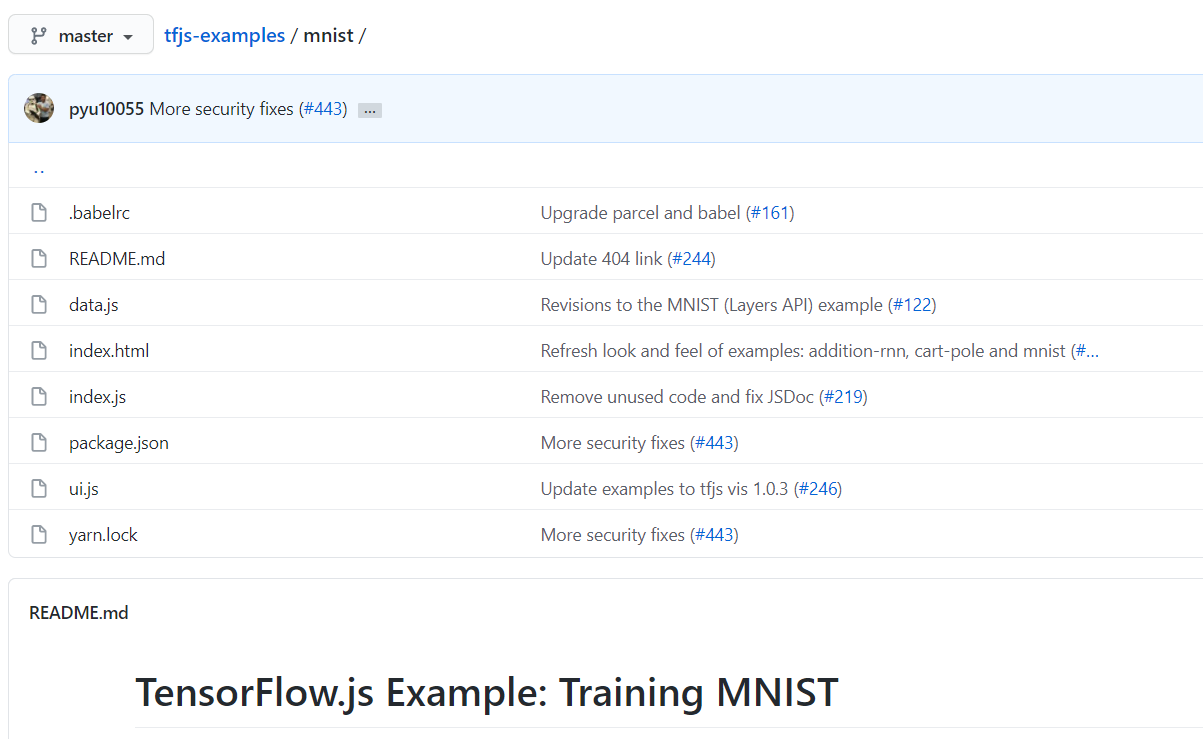 master tfjs-examples / mnist /
pyu10055 More security fixes (#443) ...
..
.babelrc Upgrade parcel and babel (#161)
README.md Update 404 link (#244)
data.js Revisions to the MNIST (Layers API) example (#122)
index.html Refresh look and feel of examples: addition-rnn, cart-pole and mnist (#...
index.js Remove unused code and fix JSDoc (#219)
package.json More security fixes (#443)
ui.js Update examples to tfjs vis 1.0.3 (#246)
yarn.lock More security fixes (#443)
README.md
TensorFlow.js Example: Training MNIST